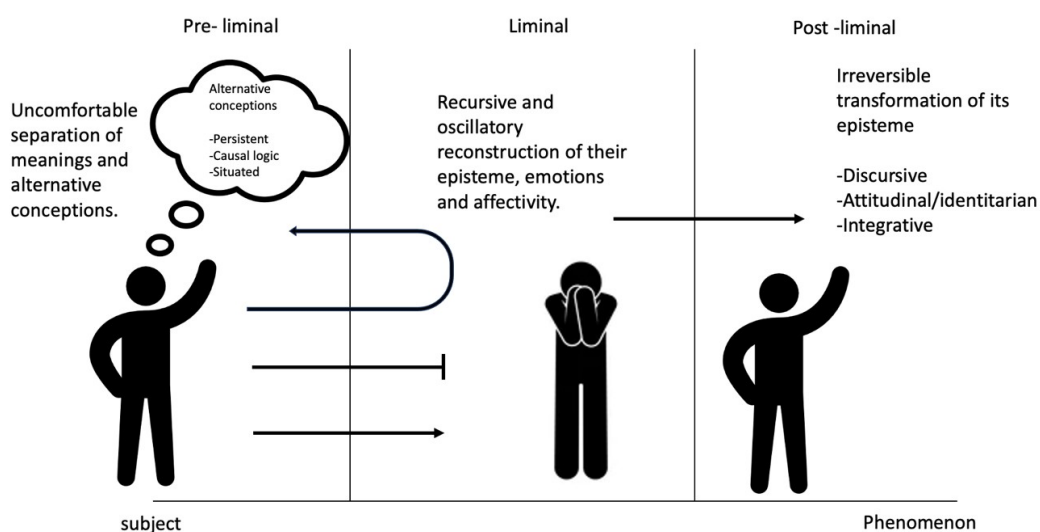 Pre- liminal
Liminal
Post -liminal
Uncomfortable
separation of
meanings and
alternative
conceptions.
Alternative
conceptions
-Persistent
-Causal logic
-Situated
Recursive and
oscillatory
reconstruction of their
episteme, emotions
and affectivity.
Irreversible
transformation of its
episteme
-Discursive
-Attitudinal/identitarian
-Integrative
subject
Phenomenon